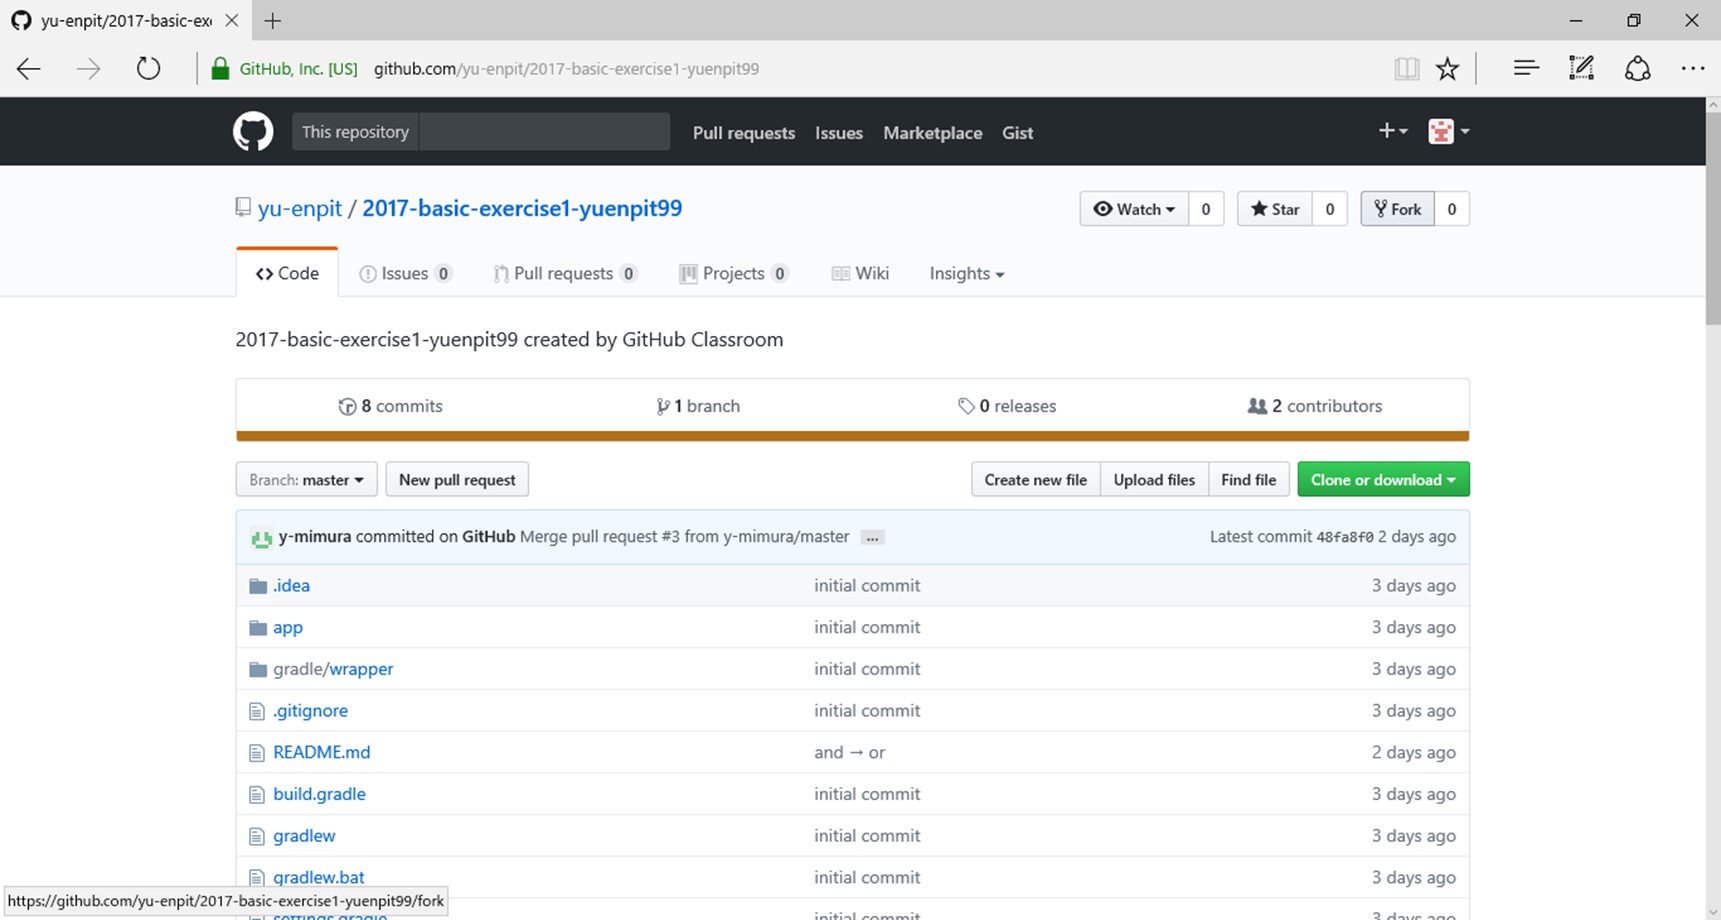 yu-enpit/2017-basic-ex
GitHub, Inc. [US] github.com/yu-enpit/2017-basic-exercise1-yuenpit99
This repository Pull requests Issues Marketplace Gist
yu-enpit / 2017-basic-exercise1-yuenpit99 Watch 0 Star 0 Fork 0
Code Issues 0 Pull requests 0 Projects 0 Wiki Insights
2017-basic-exercise1-yuenpit99 created by GitHub Classroom
8 commits 1 branch 0 releases 2 contributors
Branch: master New pull request Create new file Upload files Find file Clone or download
y-mimura committed on GitHub Merge pull request #3 from y-mimura/master ... Latest commit 48fa8f0 2 days ago
.idea initial commit 3 days ago
app initial commit 3 days ago
gradle/wrapper initial commit 3 days ago
.gitignore initial commit 3 days ago
README.md and → or 2 days ago
build.gradle initial commit 3 days ago
gradlew initial commit 3 days ago
gradlew.bat initial commit 3 days ago
settings.gradle initial commit 3 days ago
https://github.com/yu-enpit/2017-basic-exercise1-yuenpit99/fork